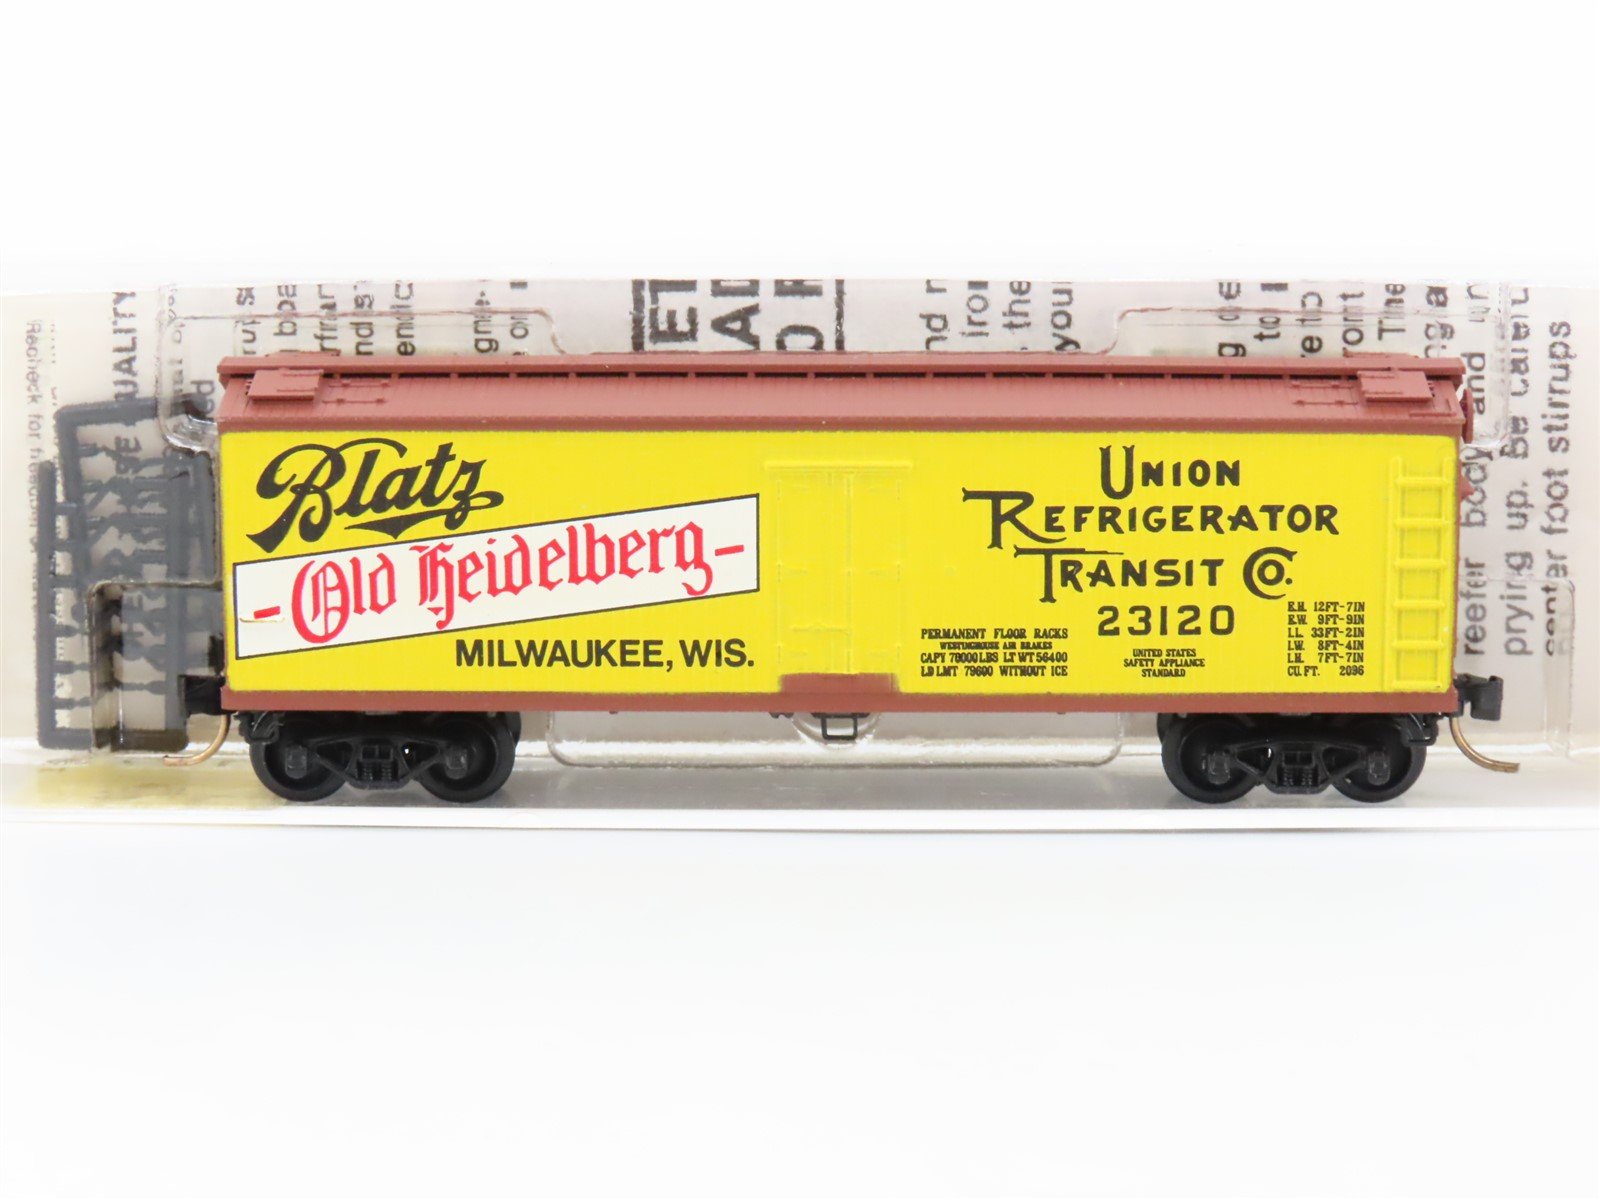 Blatz
-Old Heidelberg-
MILWAUKEE, WIS.
UNION
REFRIGERATOR
TRANSIT CO.
23120
PERMANENT FLOOR RACKS
WESTINGHOUSE AIR BRAKES
CAPY 78000LBS LT WT 56400
LD LMT 79600 WITHOUT ICE
UNITED STATES
SAFETY APPLIANCE
STANDARD
E.H. 12FT-7IN
E.W. 9FT-9IN
I.L. 33FT-2IN
I.W. 8FT-4IN
I.H. 7FT-7IN
CU.FT. 2096
reefer body and
prying up. Be careful
center foot stirrups